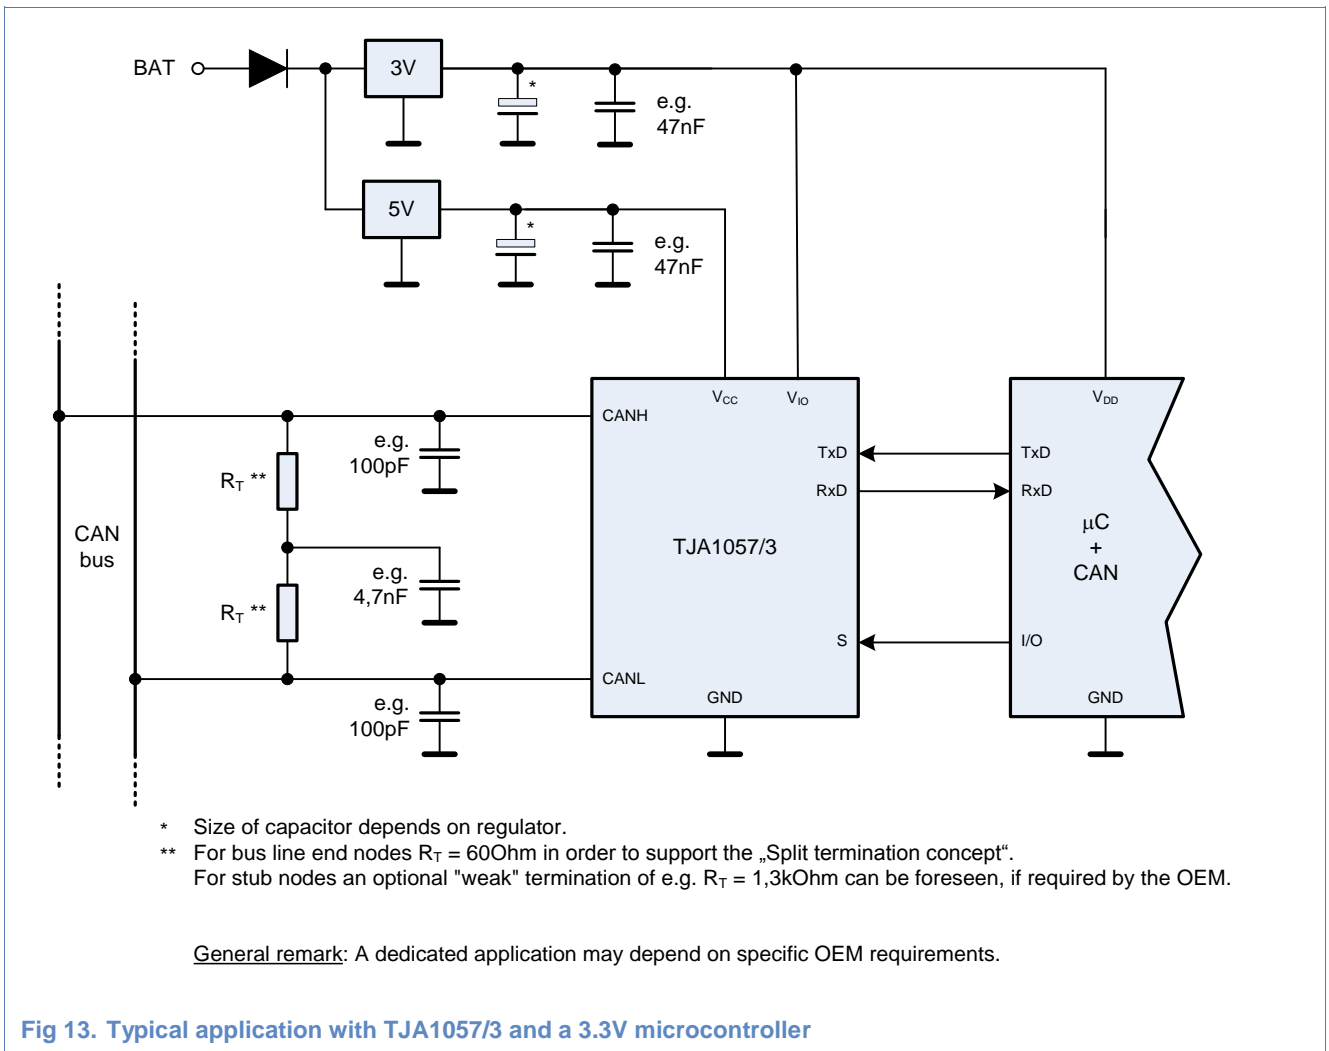 BAT
3V
*
e.g.
47nF
5V
*
e.g.
47nF
CAN
bus
RT **
RT **
e.g.
100pF
e.g.
4,7nF
e.g.
100pF
VCC
VIO
CANH
TxD
RxD
TJA1057/3
S
CANL
GND
VDD
TxD
RxD
μC
+
CAN
I/O
GND
* Size of capacitor depends on regulator.
** For bus line end nodes RT = 60Ohm in order to support the „Split termination concept“.
For stub nodes an optional "weak" termination of e.g. RT = 1,3kOhm can be foreseen, if required by the OEM.
General remark: A dedicated application may depend on specific OEM requirements.
Fig 13. Typical application with TJA1057/3 and a 3.3V microcontroller